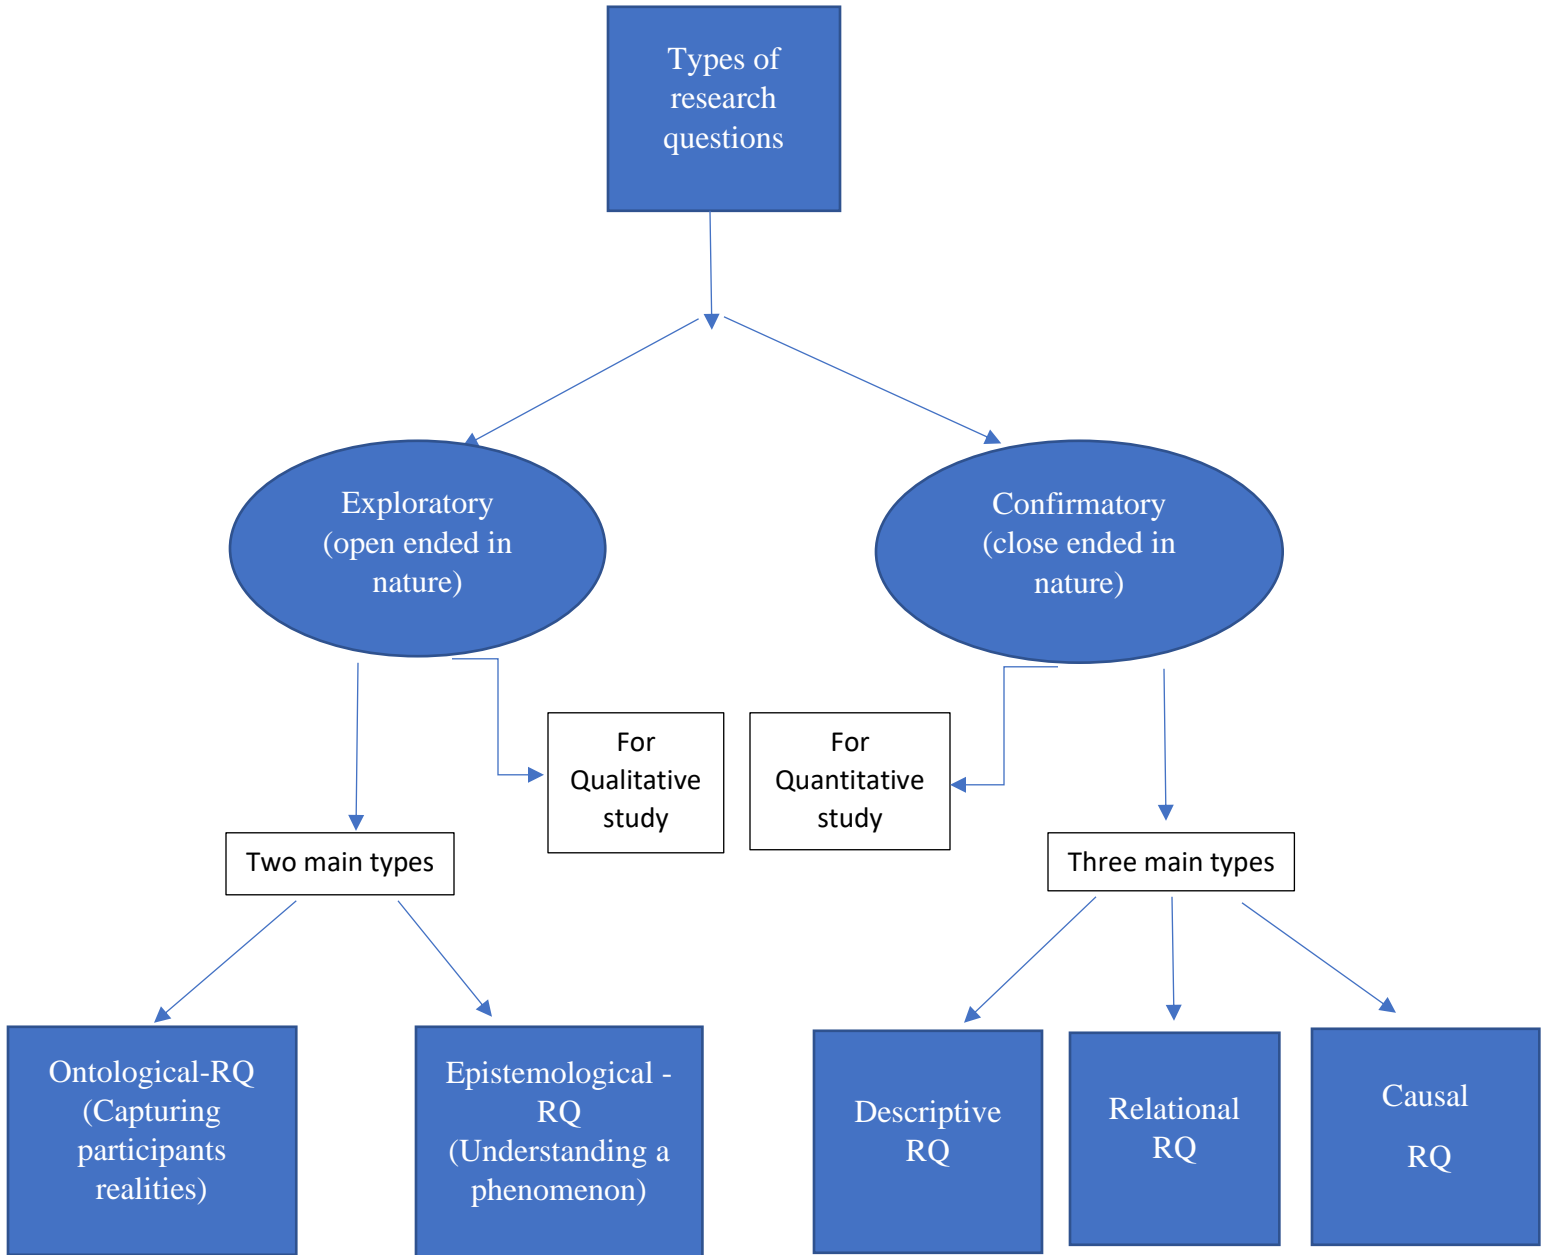 Types of
research
questions
Exploratory
(open ended in
nature)
Confirmatory
(close ended in
nature)
For
Qualitative
study
For
Quantitative
study
Two main types
Three main types
Ontological-RQ
(Capturing
participants
realities)
Epistemological -
RQ
(Understanding a
phenomenon)
Descriptive
RQ
Relational
RQ
Causal
RQ